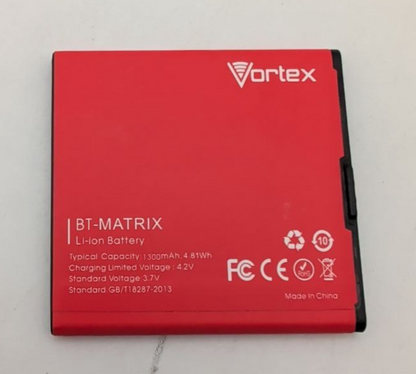 Vortex
BT-MATRIX
Li-ion Battery
Typical Capacity: 1300mAh, 4.81Wh
Charging Limited Voltage : 4.2V
Standard Voltage: 3.7V
Standard:GB/T18287-2013
10
FC CE RoHS
Made in China